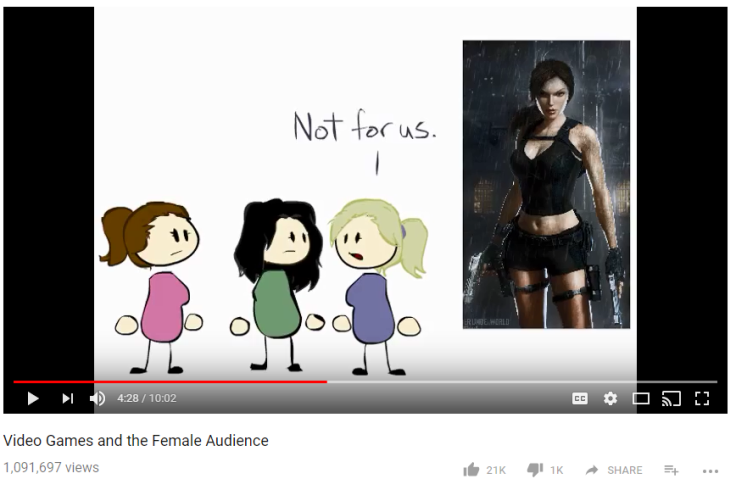 Not for us.
4:28 / 10:02
CC
Video Games and the Female Audience
1,091,697 views
21K
1K
SHARE